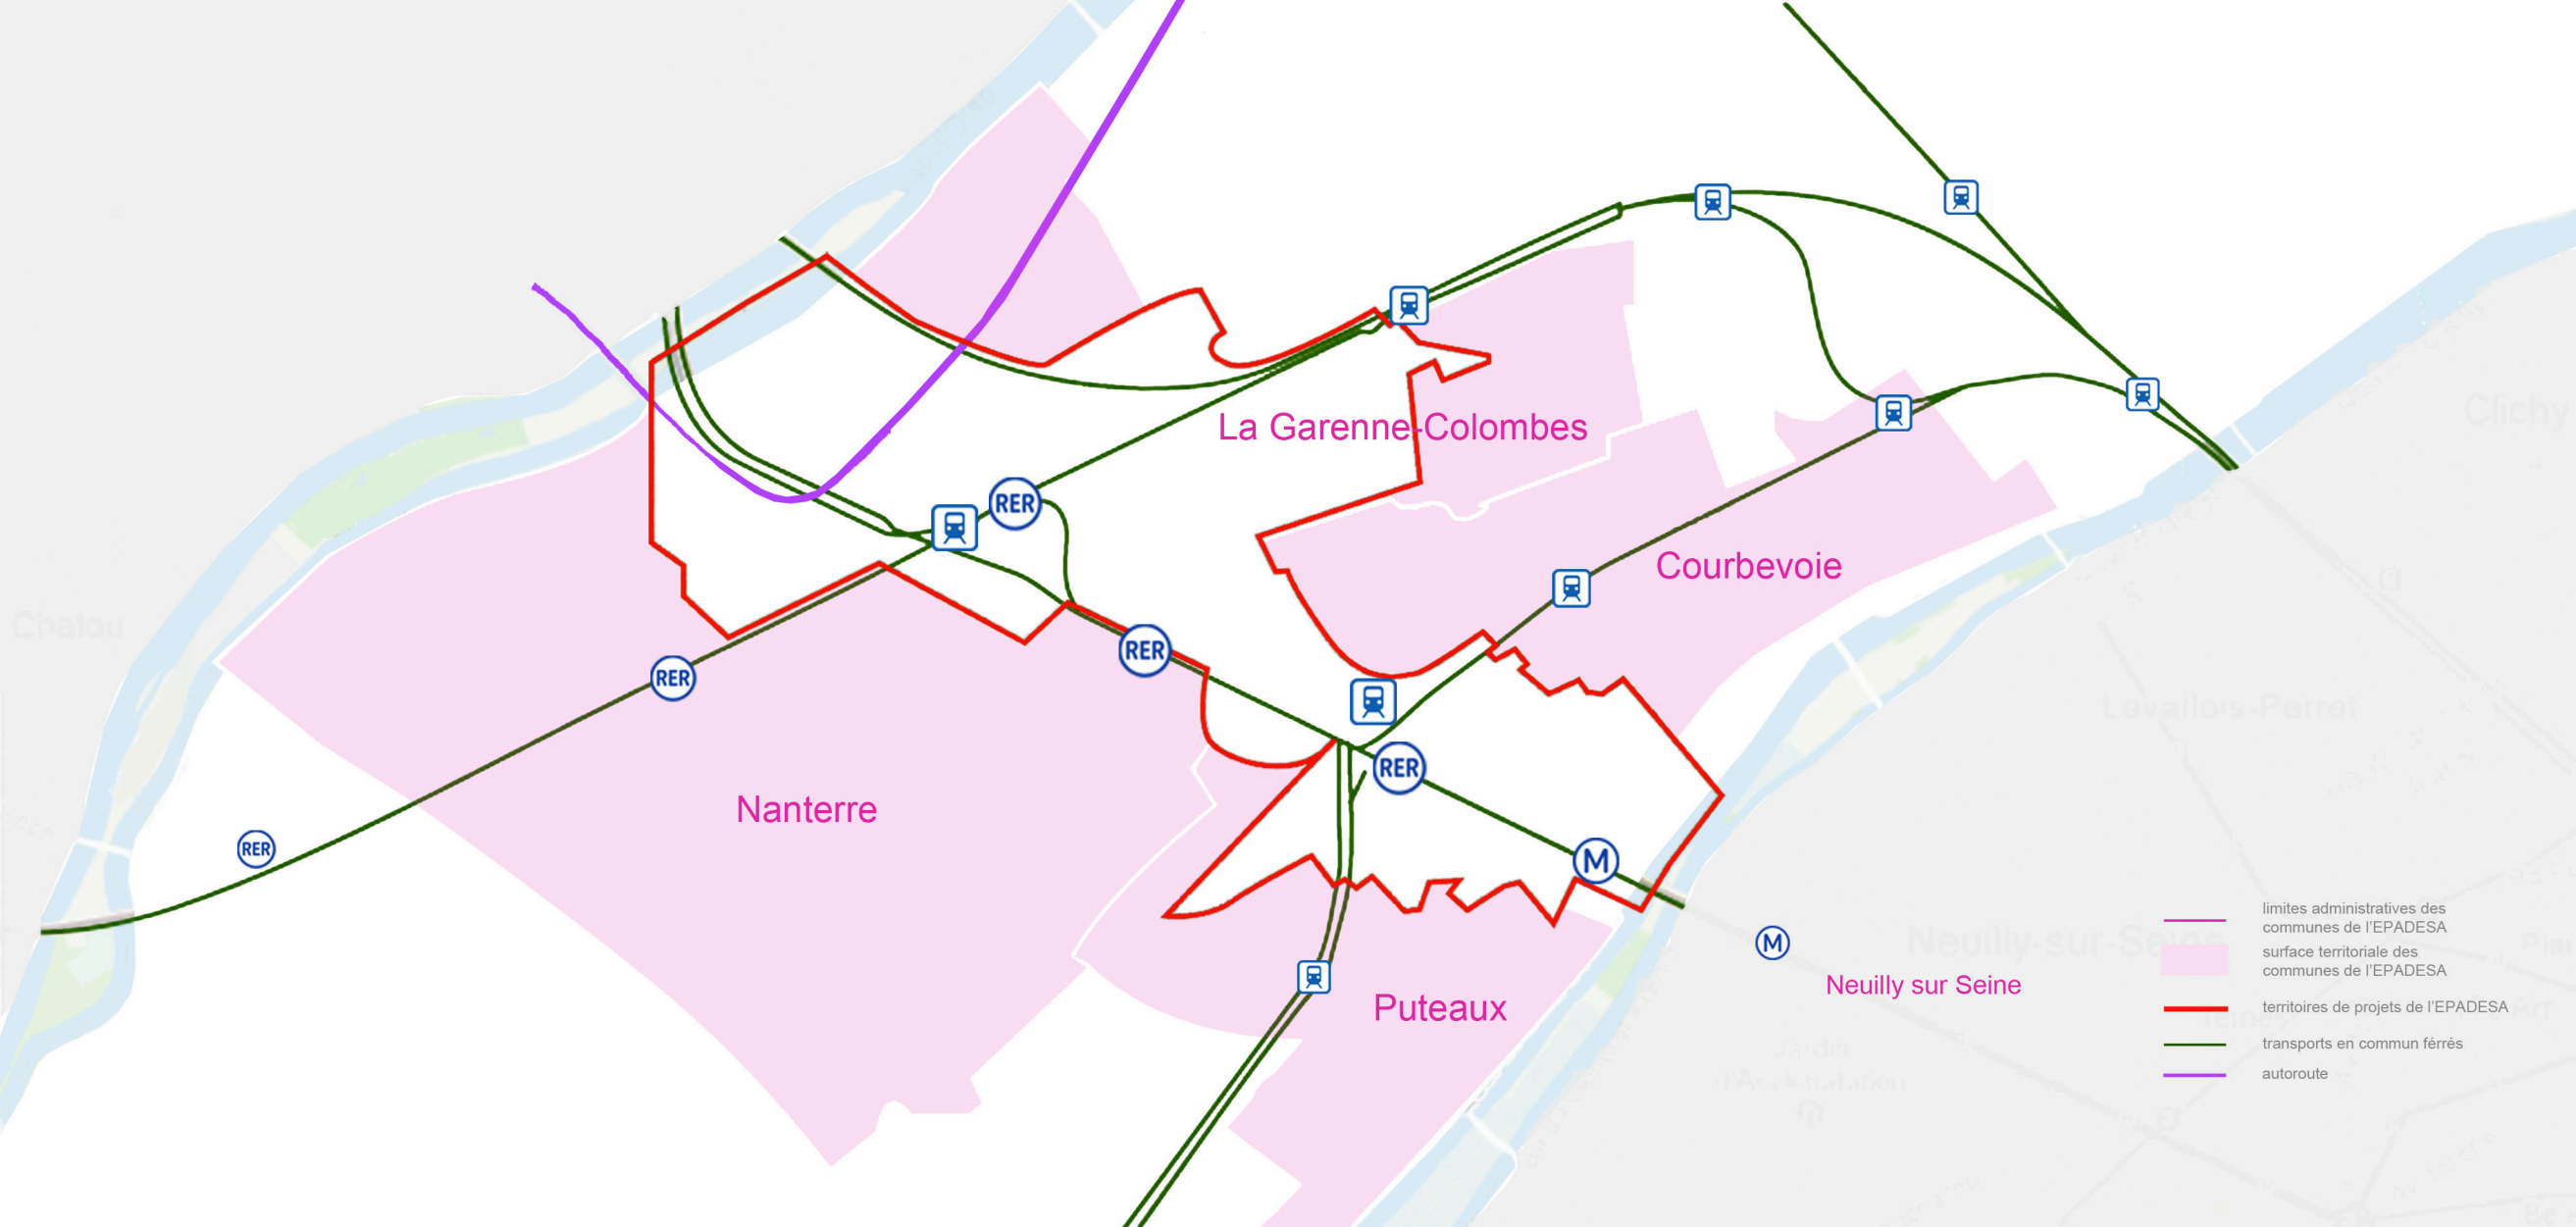 La Garenne-Colombes
RER
Courbevoie
RER
RER
Chatou
Levallois-Perret
Clichy
RER
Nanterre
RER
M
M
Neuilly-sur-Seine
Neuilly sur Seine
Puteaux
Jardin
d'Acclimatation
limites administratives des
communes de l'EPADESA
surface territoriale des
communes de l'EPADESA
territoires de projets de l'EPADESA
transports en commun férrés
autoroute